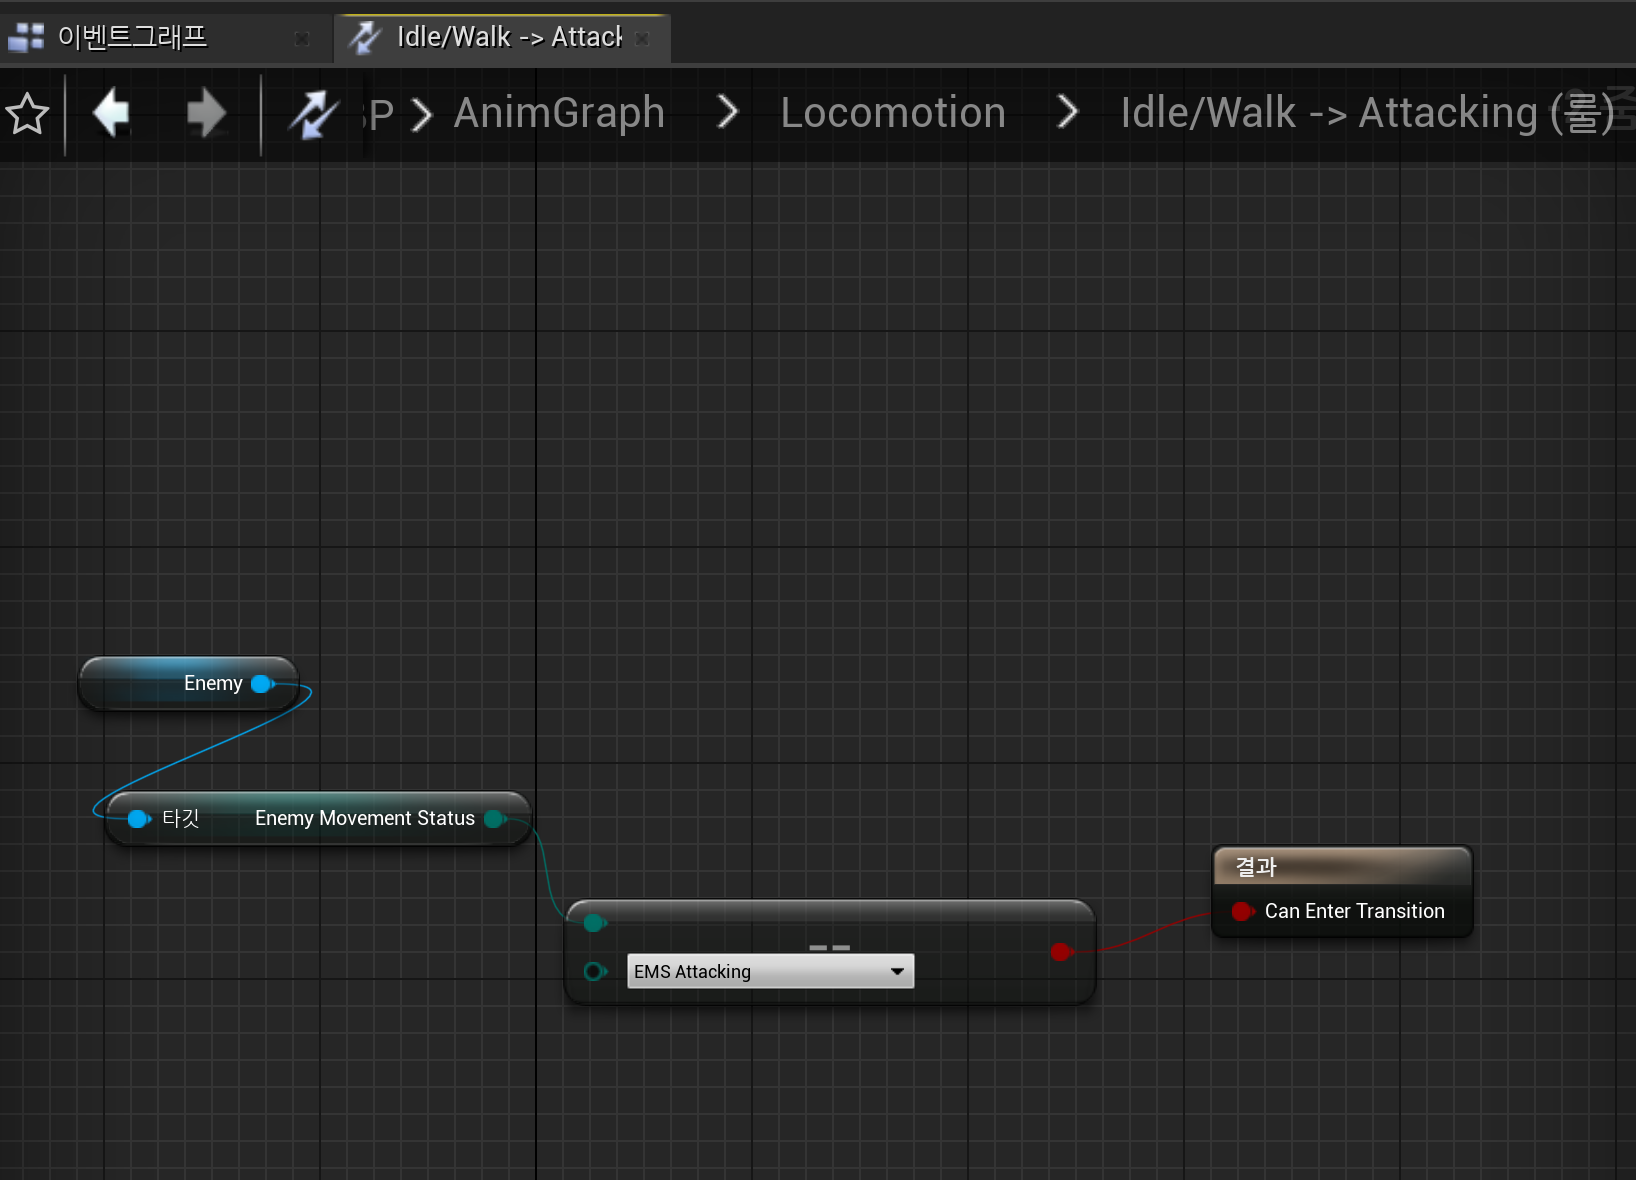 이벤트그래프
Idle/Walk -> Attack
BP > AnimGraph > Locomotion > Idle/Walk -> Attacking (룰)
Enemy
타깃 Enemy Movement Status
==
EMS Attacking
결과
Can Enter Transition